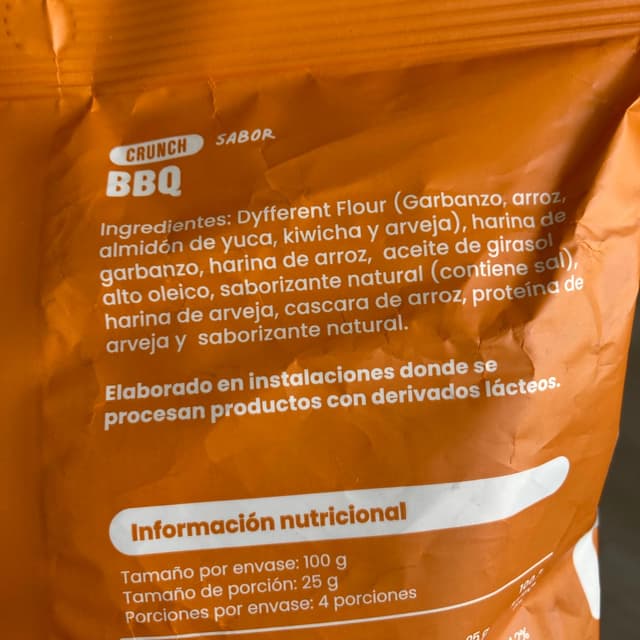 CRUNCH SABOR
BBQ
Ingredientes: Dyfferent Flour (Garbanzo, arroz,
almidón de yuca, kiwicha y arveja), harina de
garbanzo, harina de arroz, aceite de girasol
alto oleico, saborizante natural (contiene sal),
harina de arveja, cascara de arroz, proteína de
arveja y saborizante natural.
Elaborado en instalaciones donde se
procesan productos con derivados lácteos.
Información nutricional
Tamaño por envase: 100 g
Tamaño de porción: 25 g
Porciones por envase: 4 porciones